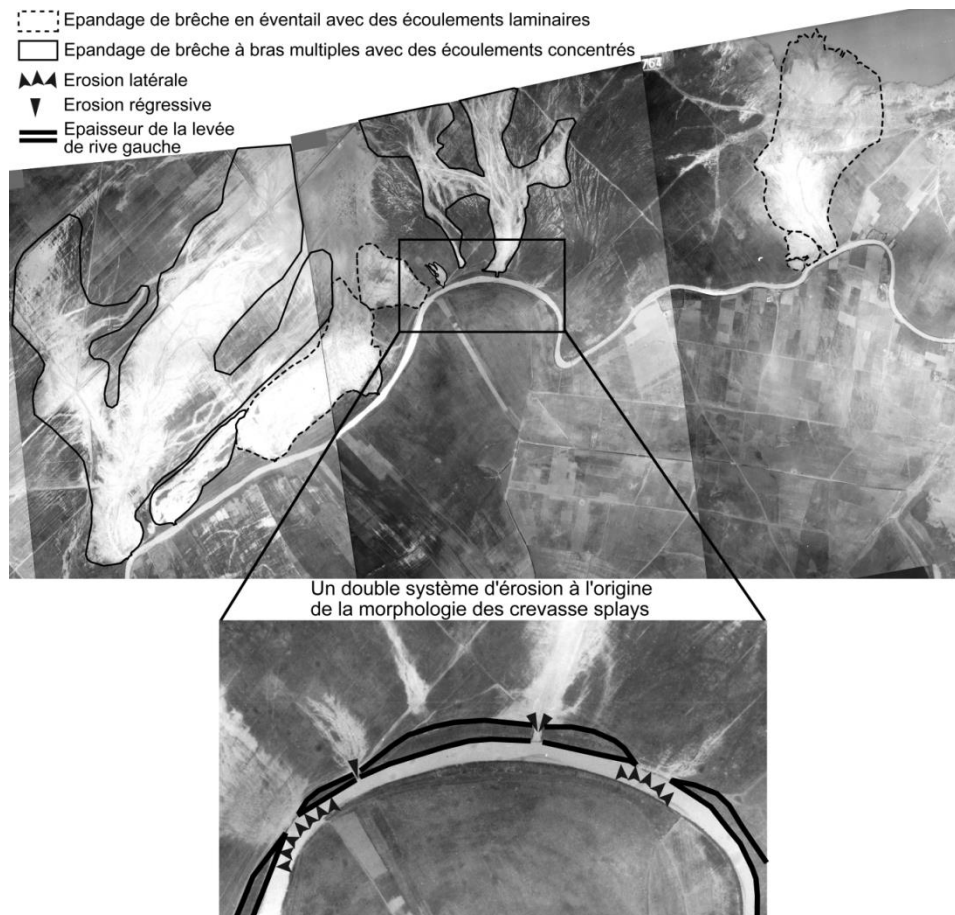 Epandage de brêche en éventail avec des écoulements laminaires
Epandage de brêche à bras multiples avec des écoulements concentrés
Erosion latérale
Erosion régressive
Epaisseur de la levée
de rive gauche
764
Un double système d'érosion à l'origine
de la morphologie des crevasse splays